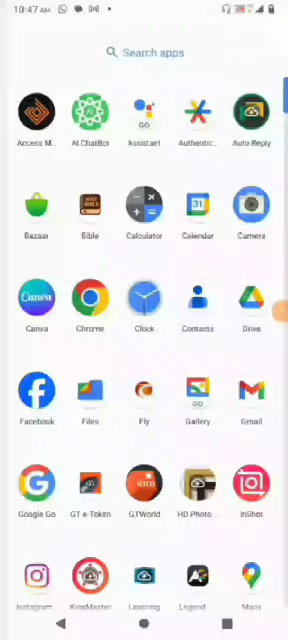 10:47 AM
Search apps
Access M... AI ChatBot Assistant Authentic... Auto Reply
Bazaar Bible Calculator Calendar Camera
Canva Chrome Clock Contacts Drive
Facebook Files Fly Gallery Gmail
Google Go GT e-Token GTWorld HD Photo ... InShot
Instagram KineMaster Learning Legend Maps